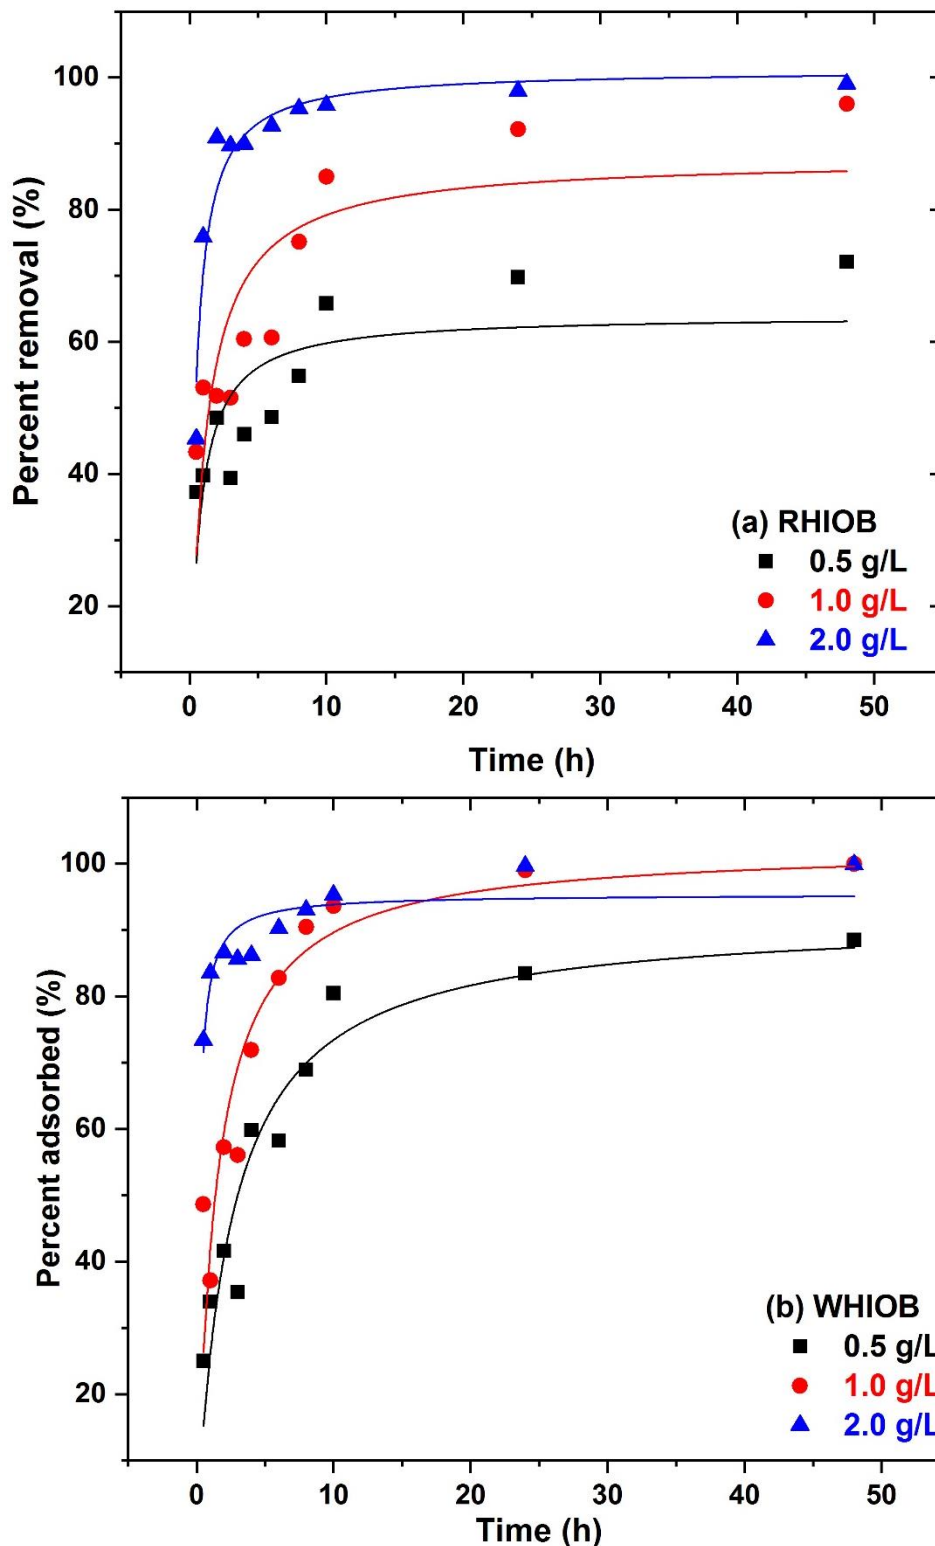 100
80
60
40
20
Percent removal (%)
(a) RHIOB
0.5 g/L
1.0 g/L
2.0 g/L
0 10 20 30 40 50
Time (h)
100
80
60
40
20
Percent adsorbed (%)
(b) WHIOB
0.5 g/L
1.0 g/L
2.0 g/L
0 10 20 30 40 50
Time (h)